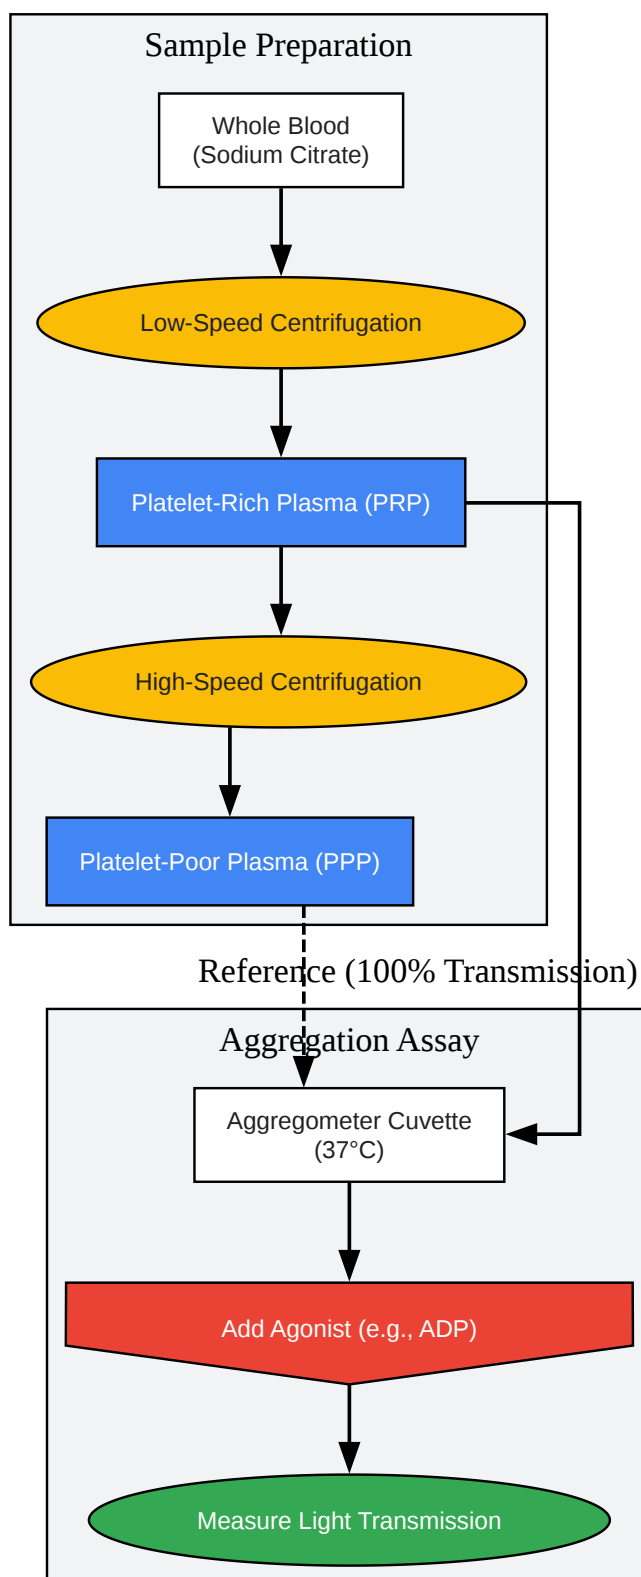 Sample Preparation
Whole Blood
(Sodium Citrate)
Low-Speed Centrifugation
Platelet-Rich Plasma (PRP)
High-Speed Centrifugation
Platelet-Poor Plasma (PPP)
Reference (100% Transmission)
Aggregation Assay
Aggregometer Cuvette
(37°C)
Add Agonist (e.g., ADP)
Measure Light Transmission